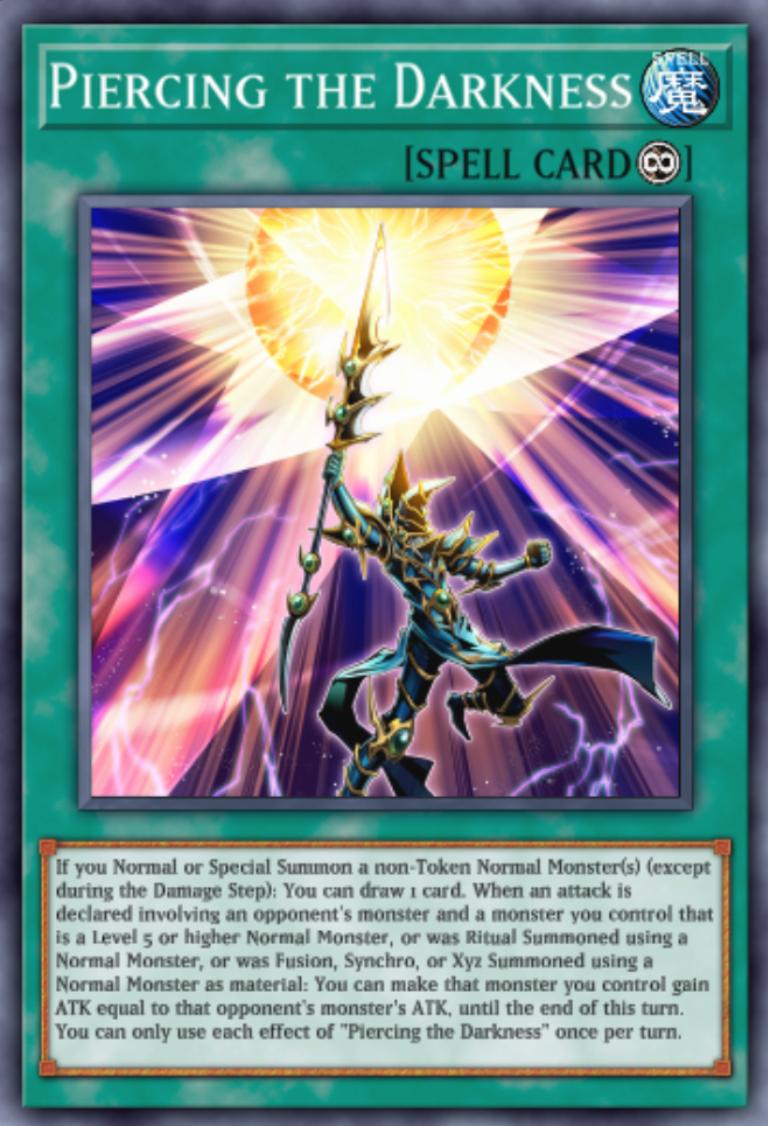 PIERCING THE DARKNESS
SPELL
魔
[SPELL CARD]
If you Normal or Special Summon a non-Token Normal Monster(s) (except
during the Damage Step): You can draw 1 card. When an attack is
declared involving an opponent's monster and a monster you control that
is a Level 5 or higher Normal Monster, or was Ritual Summoned using a
Normal Monster, or was Fusion, Synchro, or Xyz Summoned using a
Normal Monster as material: You can make that monster you control gain
ATK equal to that opponent's monster's ATK, until the end of this turn.
You can only use each effect of "Piercing the Darkness" once per turn.